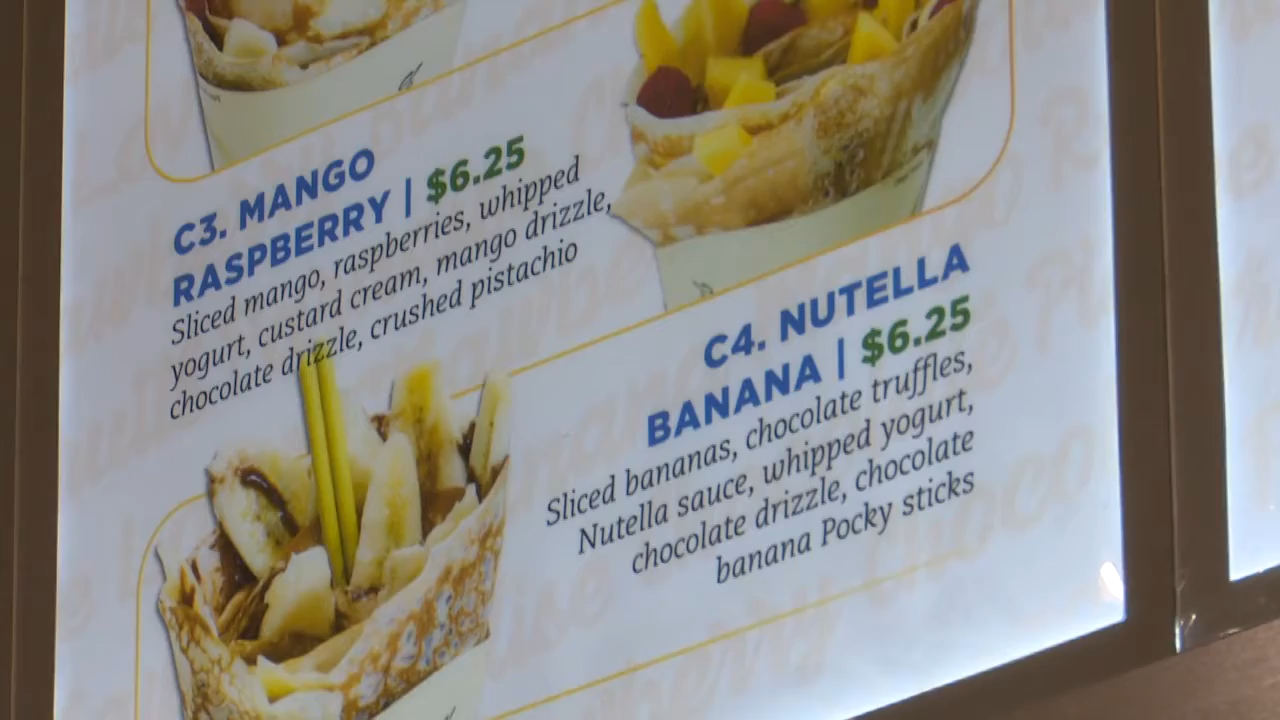 C3. MANGO
RASPBERRY | $6.25
Sliced mango, raspberries, whipped
yogurt, custard cream, mango drizzle,
chocolate drizzle, crushed pistachio
C4. NUTELLA
BANANA | $6.25
Sliced bananas, chocolate truffles,
Nutella sauce, whipped yogurt,
chocolate drizzle, chocolate
banana Pocky sticks